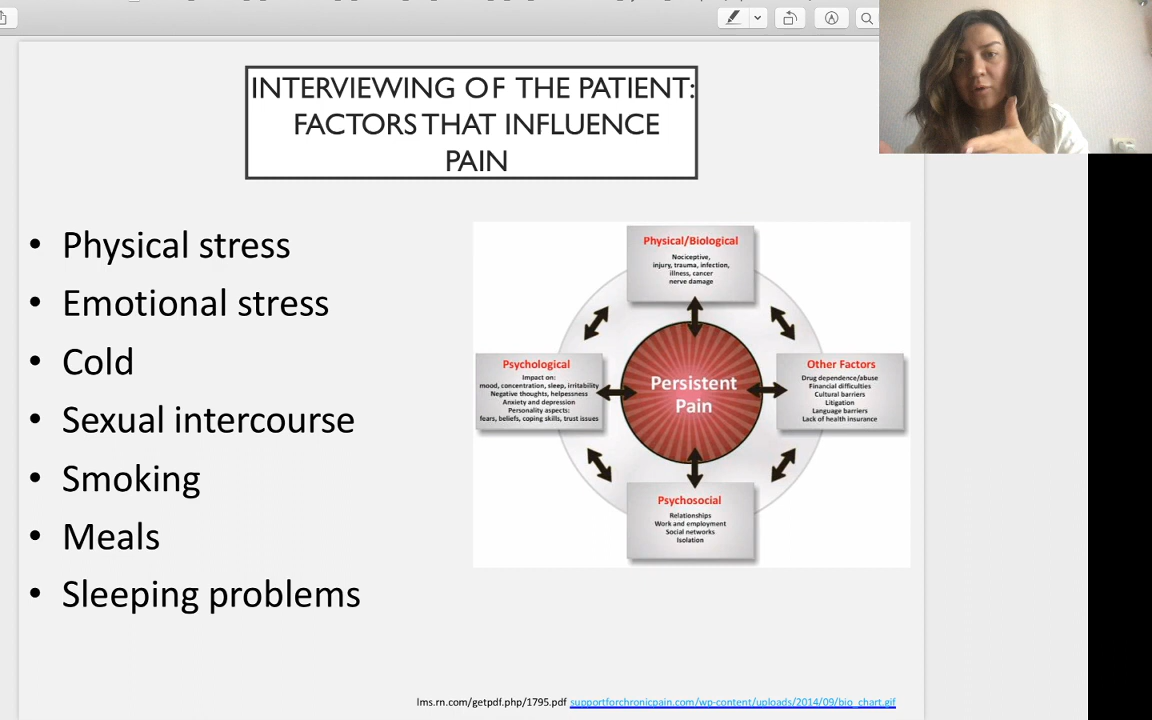 INTERVIEWING OF THE PATIENT:
FACTORS THAT INFLUENCE
PAIN
• Physical stress
• Emotional stress
• Cold
• Sexual intercourse
• Smoking
• Meals
• Sleeping problems
Physical/Biological
Nociceptive,
injury, trauma, infection,
illness, cancer
nerve damage
Psychological
Impact on:
mood, concentration, sleep, irritability
Negative thoughts, helpessness
Anxiety and depression
Personality aspects:
fears, beliefs, coping skills, trust issues
Persistent
Pain
Other Factors
Drug dependence/abuse
Financial difficulties
Cultural barriers
Litigation
Language barriers
Lack of health insurance
Psychosocial
Relationships
Work and employment
Social networks
Isolation
lms.rn.com/getpdf.php/1795.pdf supportforchronicpain.com/wp-content/uploads/2014/09/bio_chart.gif